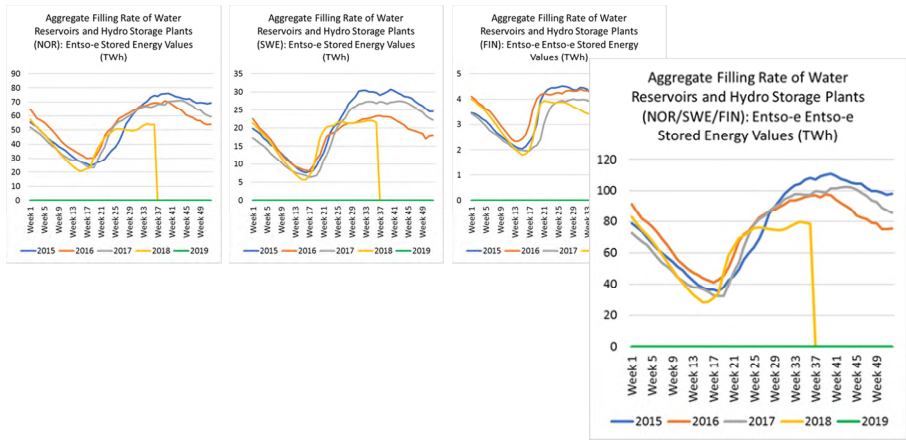 Aggregate Filling Rate of Water
Reservoirs and Hydro Storage Plants
(NOR): Entso-e Stored Energy Values
(TWh)
90
80
70
60
50
40
30
20
10
0
Week 1
Week 5
Week 9
Week 13
Week 17
Week 21
Week 25
Week 29
Week 33
Week 37
Week 41
Week 45
Week 49
2015 2016 2017 2018 2019
Aggregate Filling Rate of Water
Reservoirs and Hydro Storage Plants
(SWE): Entso-e Stored Energy Values
(TWh)
35
30
25
20
15
10
5
0
Week 1
Week 5
Week 9
Week 13
Week 17
Week 21
Week 25
Week 29
Week 33
Week 37
Week 41
Week 45
Week 49
2015 2016 2017 2018 2019
Aggregate Filling Rate of Water
Reservoirs and Hydro Storage Plants
(FIN): Entso-e Entso-e Stored Energy
Values (TWh)
5
4
3
2
1
0
Week 1
Week 5
Week 9
Week 13
Week 17
Week 21
Week 25
Week 29
Week 33
2015 2016 2017
Aggregate Filling Rate of Water
Reservoirs and Hydro Storage Plants
(NOR/SWE/FIN): Entso-e Entso-e
Stored Energy Values (TWh)
120
100
80
60
40
20
0
Week 1
Week 5
Week 9
Week 13
Week 17
Week 21
Week 25
Week 29
Week 33
Week 37
Week 41
Week 45
Week 49
2015 2016 2017 2018 2019